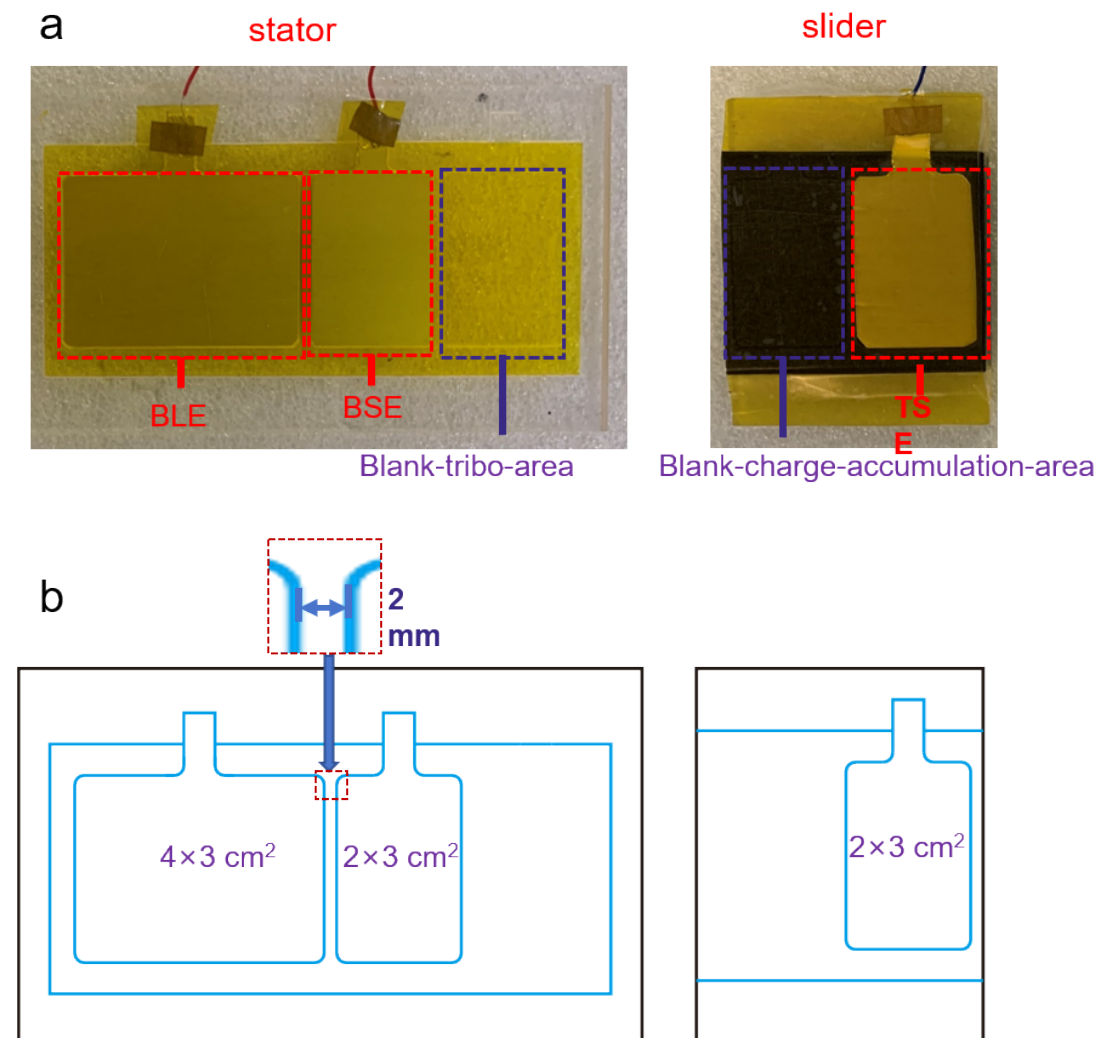 a
stator
slider
BLE
BSE
TS
E
Blank-tribo-area
Blank-charge-accumulation-area
b
2
mm
4×3 cm²
2×3 cm²
2×3 cm²